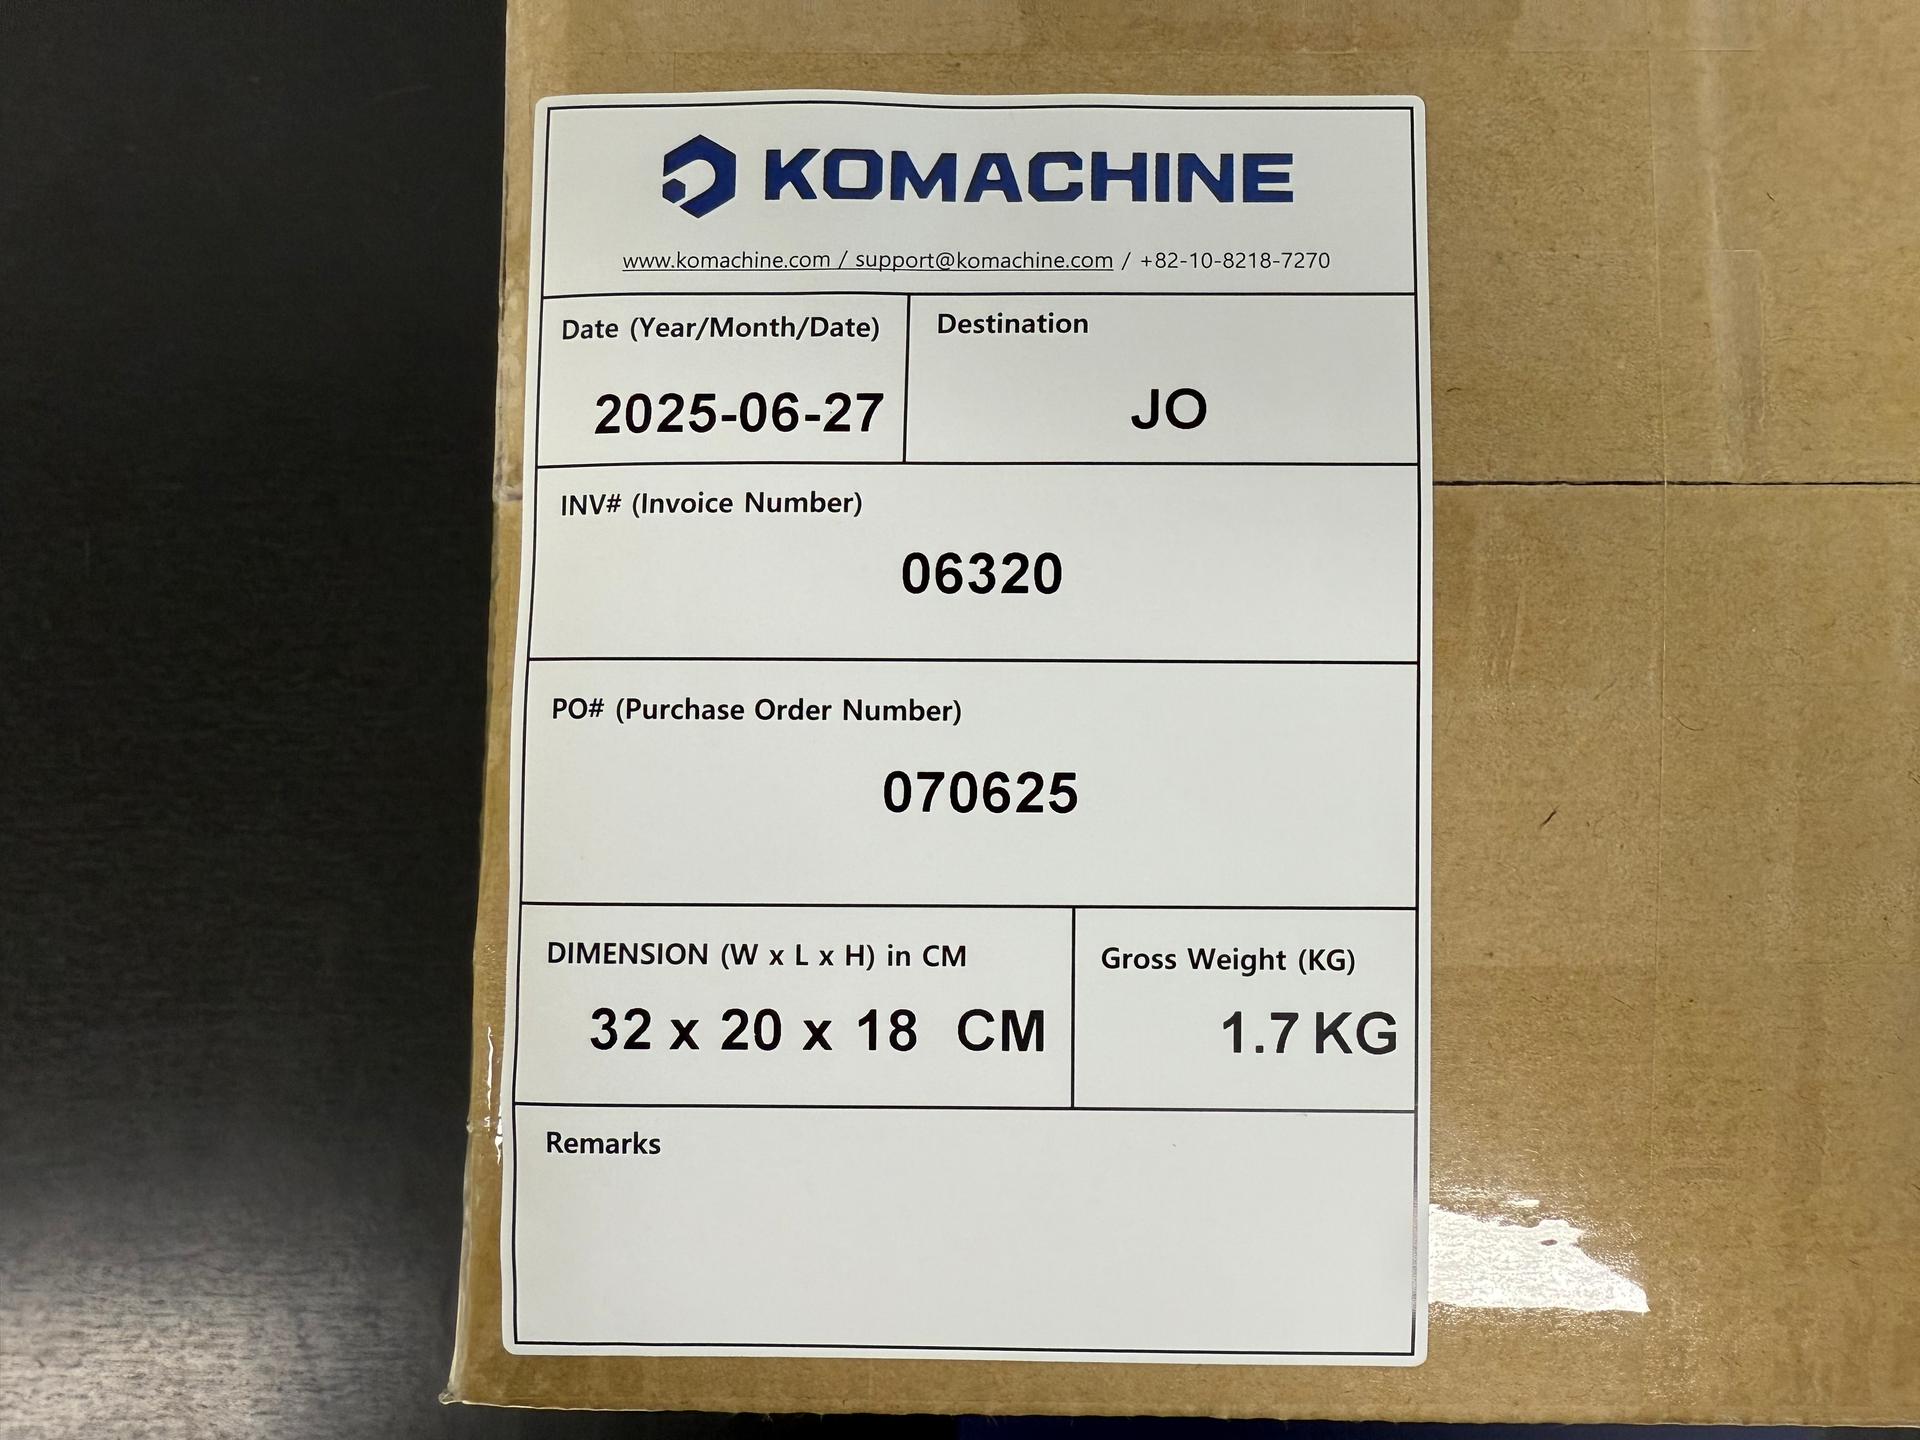 KOMACHINE
www.komachine.com / support@komachine.com / +82-10-8218-7270
Date (Year/Month/Date)
2025-06-27
Destination
JO
INV# (Invoice Number)
06320
PO# (Purchase Order Number)
070625
DIMENSION (W x L x H) in CM
32 x 20 x 18 CM
Gross Weight (KG)
1.7 KG
Remarks